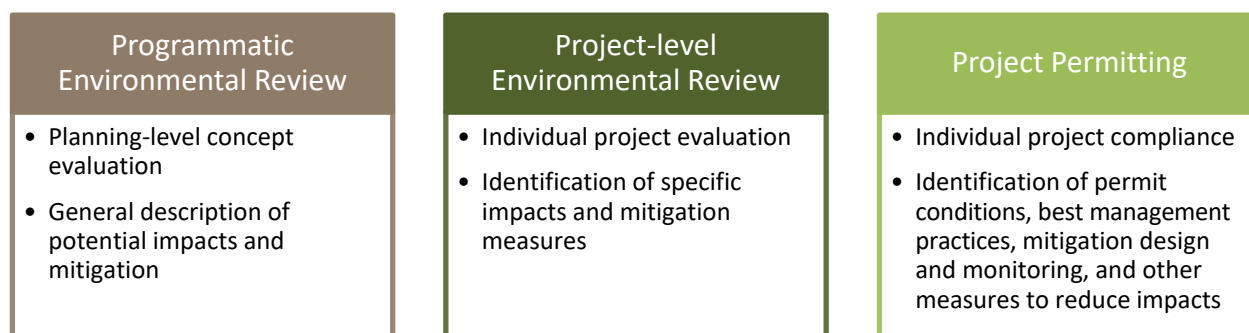 Programmatic
Environmental Review
• Planning-level concept
evaluation
• General description of
potential impacts and
mitigation
Project-level
Environmental Review
• Individual project evaluation
• Identification of specific
impacts and mitigation
measures
Project Permitting
• Individual project compliance
• Identification of permit
conditions, best management
practices, mitigation design
and monitoring, and other
measures to reduce impacts